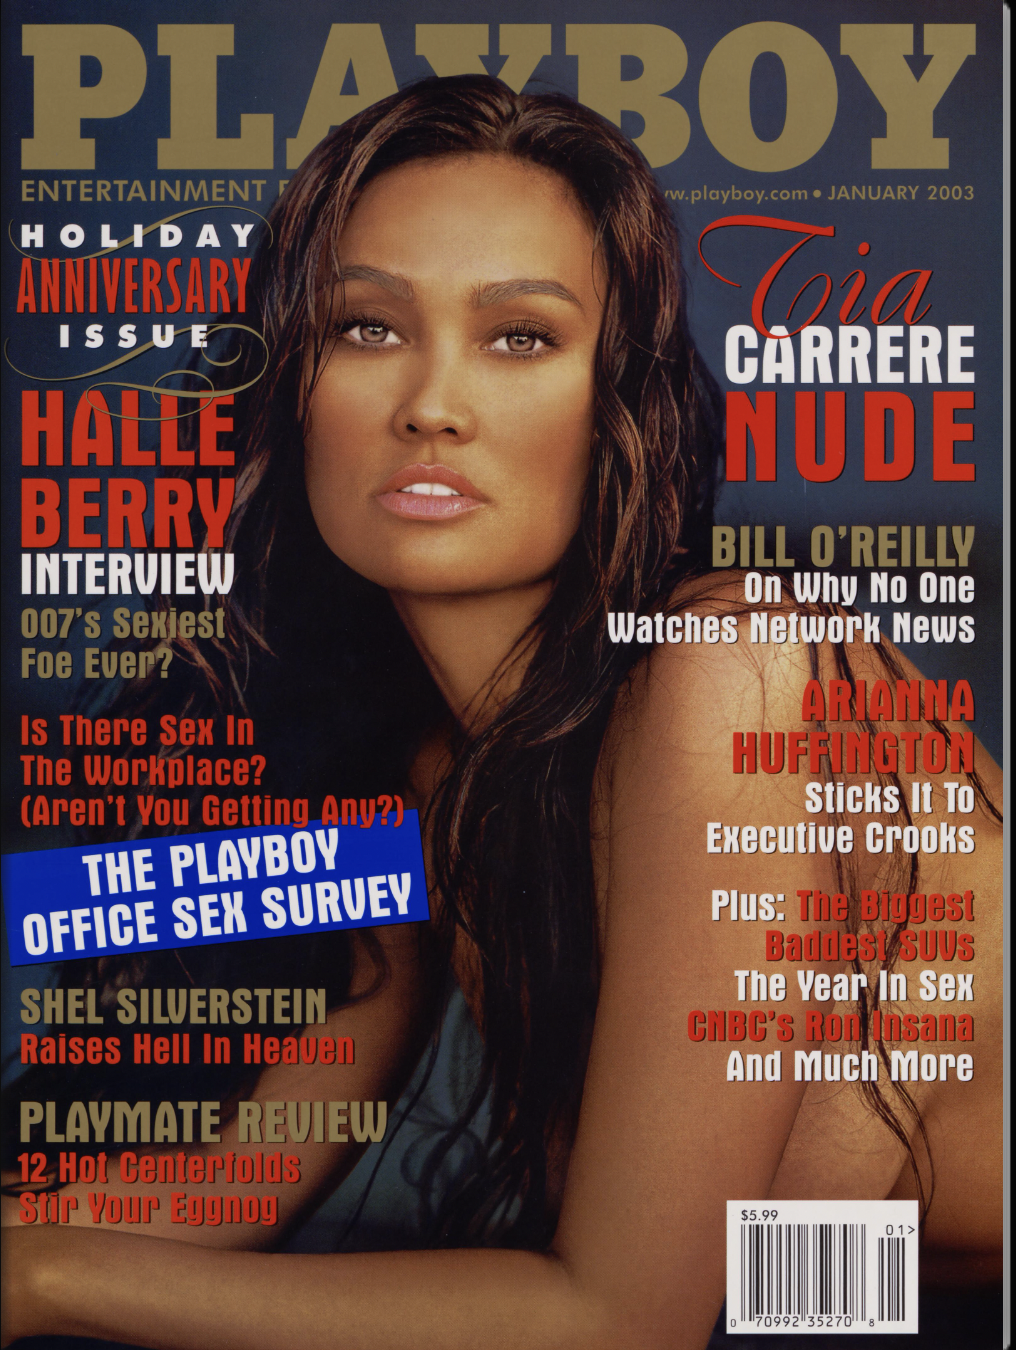 PLAYBOY
ENTERTAINMENT
www.playboy.com • JANUARY 2003
HOLIDAY
ANNIVERSARY
ISSUE
HALLE
BERRY
INTERVIEW
007's Sexiest
Foe Ever?
Is There Sex In
The Workplace?
(Aren't You Getting Any?)
THE PLAYBOY
OFFICE SEX SURVEY
SHEL SILVERSTEIN
Raises Hell In Heaven
PLAYMATE REVIEW
12 Hot Centerfolds
Stir Your Eggnog
Tia
CARRERE
NUDE
BILL O'REILLY
On Why No One
Watches Network News
ARIANNA
HUFFINGTON
Sticks It To
Executive Crooks
Plus: The Biggest
Baddest SUVs
The Year In Sex
CNBC's Ron Insana
And Much More
$5.99
01>
0 70992 35270 8